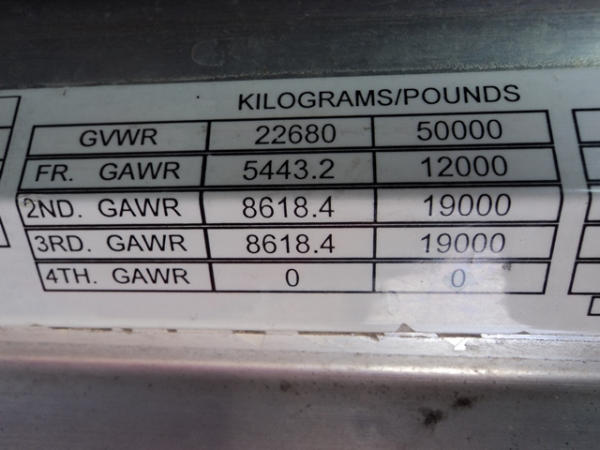 KILOGRAMS/POUNDS
GVWR 22680 50000
FR. GAWR 5443.2 12000
2ND. GAWR 8618.4 19000
3RD. GAWR 8618.4 19000
4TH. GAWR 0 0